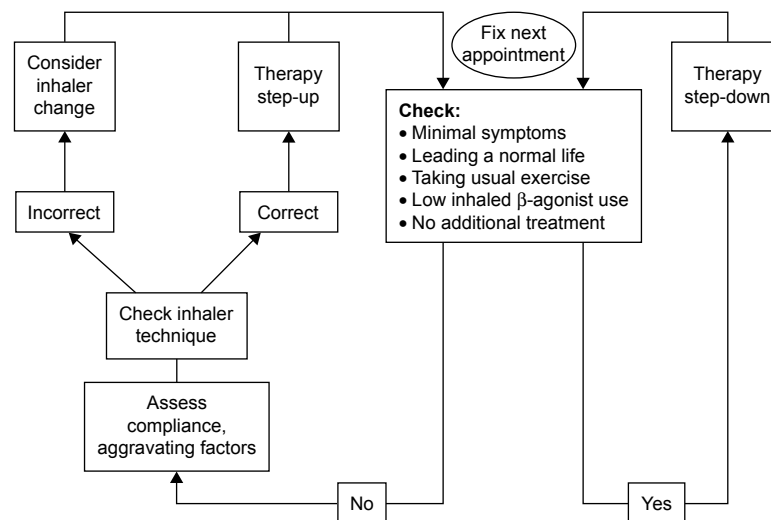 Fix next
appointment
Consider
inhaler
change
Therapy
step-up
Therapy
step-down
Check:
• Minimal symptoms
• Leading a normal life
• Taking usual exercise
• Low inhaled β-agonist use
• No additional treatment
Incorrect
Correct
Check inhaler
technique
Assess
compliance,
aggravating factors
No
Yes